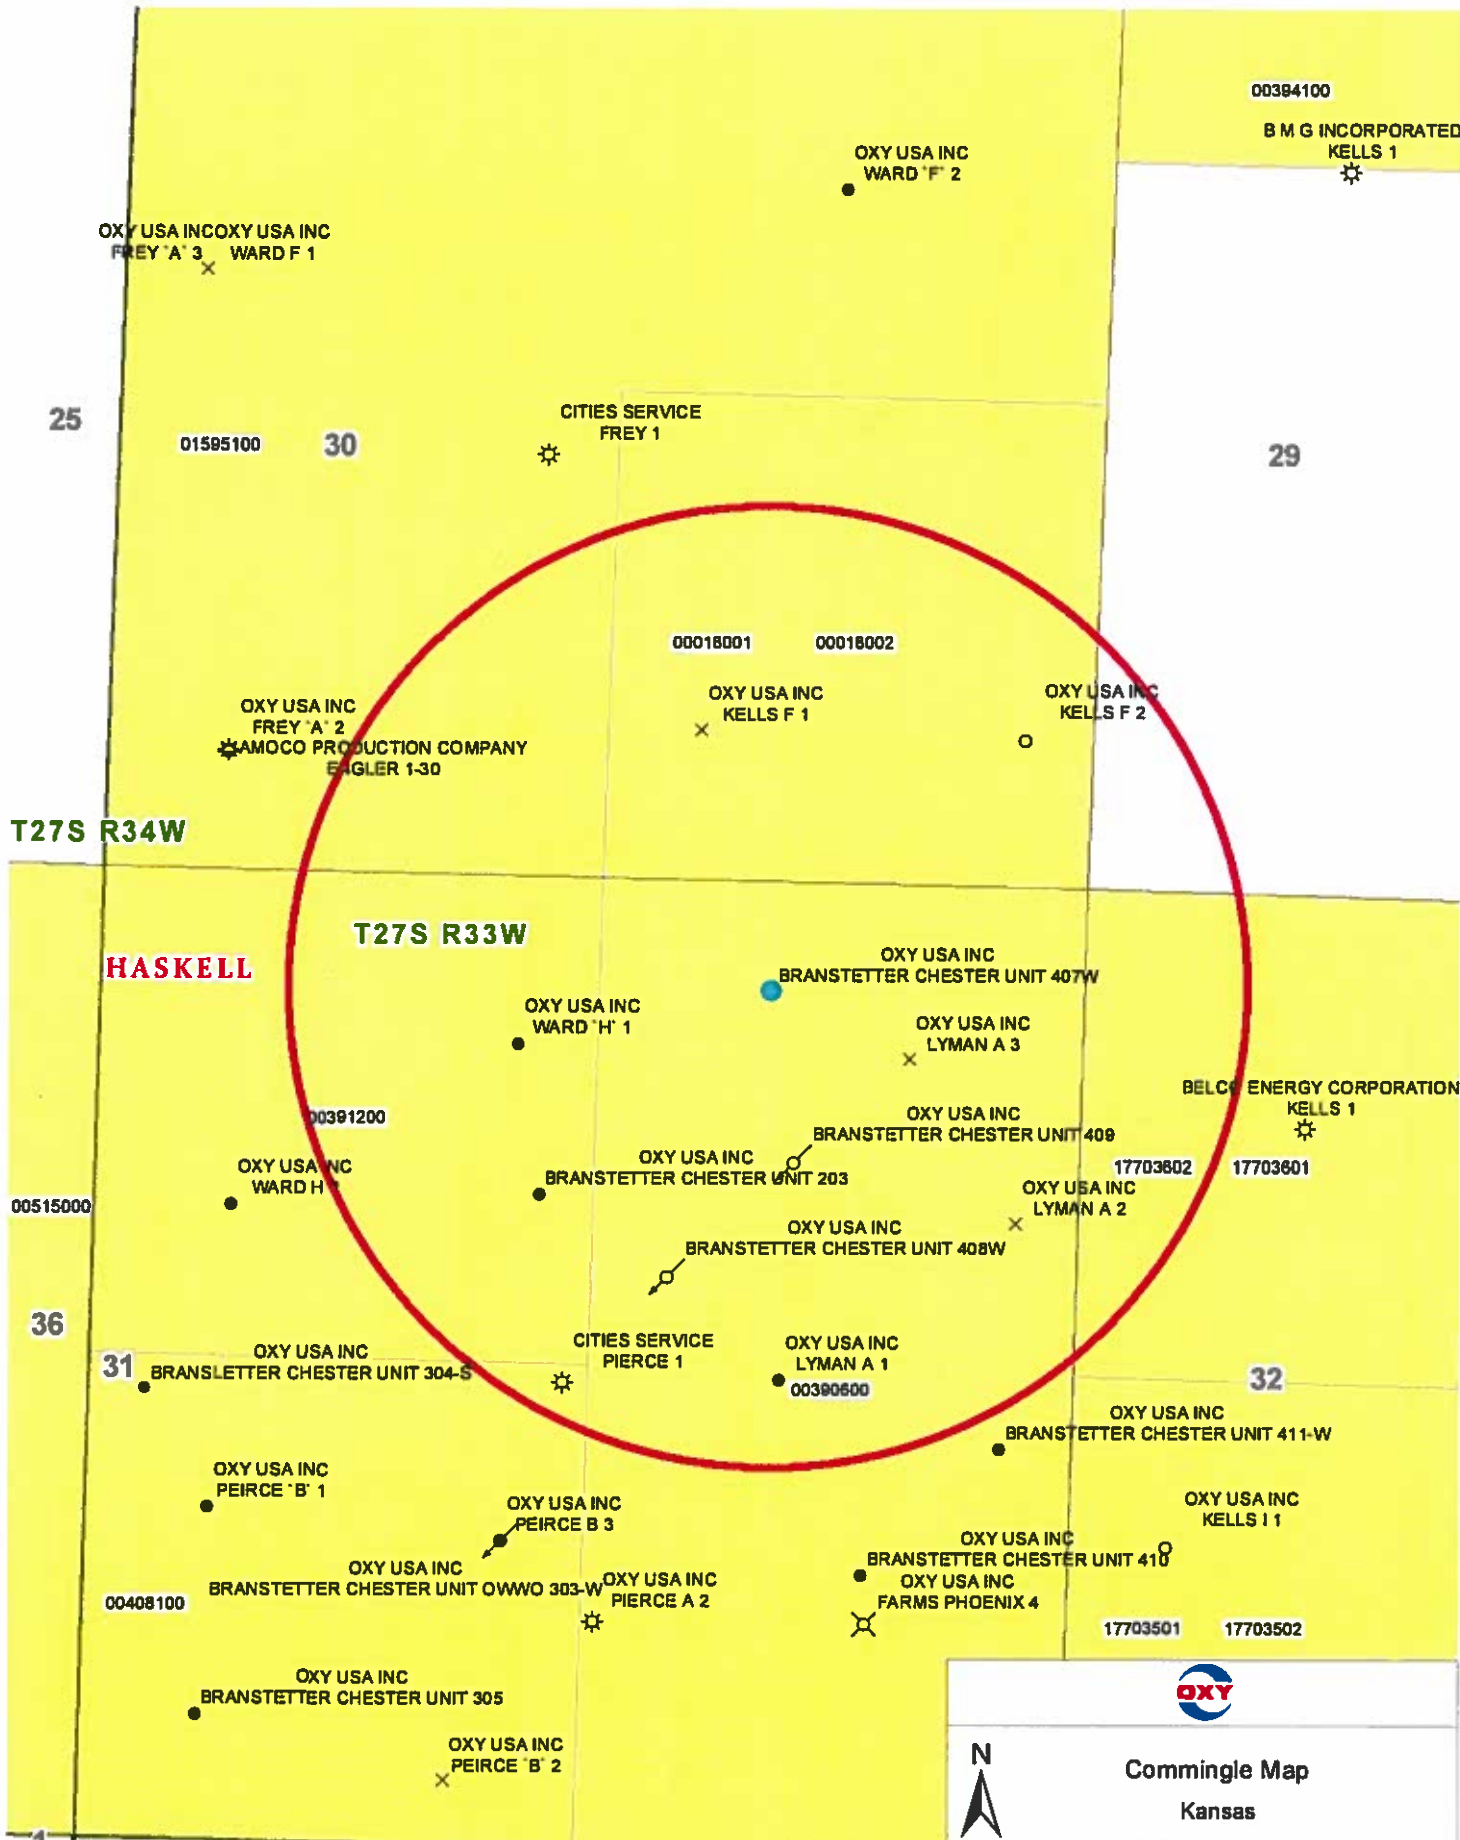 00394100
B M G INCORPORATED
KELLS 1
OXY USA INC
WARD "F" 2
OXY USA INC
FREY "A" 3
OXY USA INC
WARD F 1
CITIES SERVICE
FREY 1
25
01595100
30
29
00018001
00018002
OXY USA INC
KELLS F 1
OXY USA INC
KELLS F 2
OXY USA INC
FREY "A" 2
AMOCO PRODUCTION COMPANY
EAGLER 1-30
T27S R34W
T27S R33W
HASKELL
OXY USA INC
BRANSTETTER CHESTER UNIT 407W
OXY USA INC
WARD "H" 1
OXY USA INC
LYMAN A 3
BELCO ENERGY CORPORATION
KELLS 1
00391200
OXY USA INC
BRANSTETTER CHESTER UNIT 409
OXY USA INC
BRANSTETTER CHESTER UNIT 203
17703602
17703601
OXY USA INC
WARD H
OXY USA INC
LYMAN A 2
00515000
OXY USA INC
BRANSTETTER CHESTER UNIT 408W
36
CITIES SERVICE
PIERCE 1
OXY USA INC
LYMAN A 1
00390600
OXY USA INC
BRANSLETTER CHESTER UNIT 304-S
31
32
OXY USA INC
BRANSTETTER CHESTER UNIT 411-W
OXY USA INC
PEIRCE "B" 1
OXY USA INC
PEIRCE B 3
OXY USA INC
KELLS I 1
OXY USA INC
BRANSTETTER CHESTER UNIT 410
OXY USA INC
BRANSTETTER CHESTER UNIT OWWO 303-W
OXY USA INC
PIERCE A 2
OXY USA INC
FARMS PHOENIX 4
00408100
17703501
17703502
OXY USA INC
BRANSTETTER CHESTER UNIT 305
OXY USA INC
PEIRCE "B" 2
OXY
N
Commingle Map
Kansas